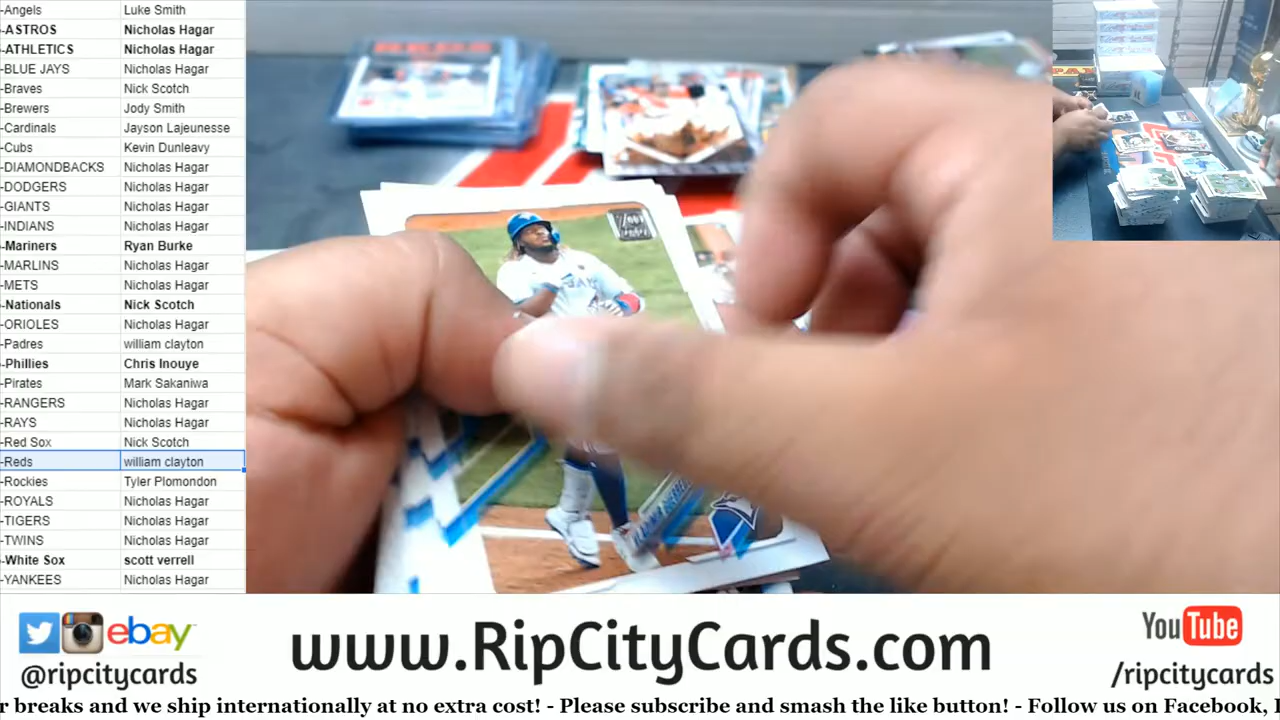 -Angels Luke Smith
-ASTROS Nicholas Hagar
-ATHLETICS Nicholas Hagar
-BLUE JAYS Nicholas Hagar
-Braves Nick Scotch
-Brewers Jody Smith
-Cardinals Jayson Lajeunesse
-Cubs Kevin Dunleavy
-DIAMONDBACKS Nicholas Hagar
-DODGERS Nicholas Hagar
-GIANTS Nicholas Hagar
-INDIANS Nicholas Hagar
-Mariners Ryan Burke
-MARLINS Nicholas Hagar
-METS Nicholas Hagar
-Nationals Nick Scotch
-ORIOLES Nicholas Hagar
-Padres william clayton
-Phillies Chris Inouye
-Pirates Mark Sakaniwa
-RANGERS Nicholas Hagar
-RAYS Nicholas Hagar
-Red Sox Nick Scotch
-Reds william clayton
-Rockies Tyler Plomondon
-ROYALS Nicholas Hagar
-TIGERS Nicholas Hagar
-TWINS Nicholas Hagar
-White Sox scott verrell
-YANKEES Nicholas Hagar
ebay
@ripcitycards
www.RipCityCards.com
YouTube
/ripcitycards
r breaks and we ship internationally at no extra cost! - Please subscribe and smash the like button! - Follow us on Facebook,